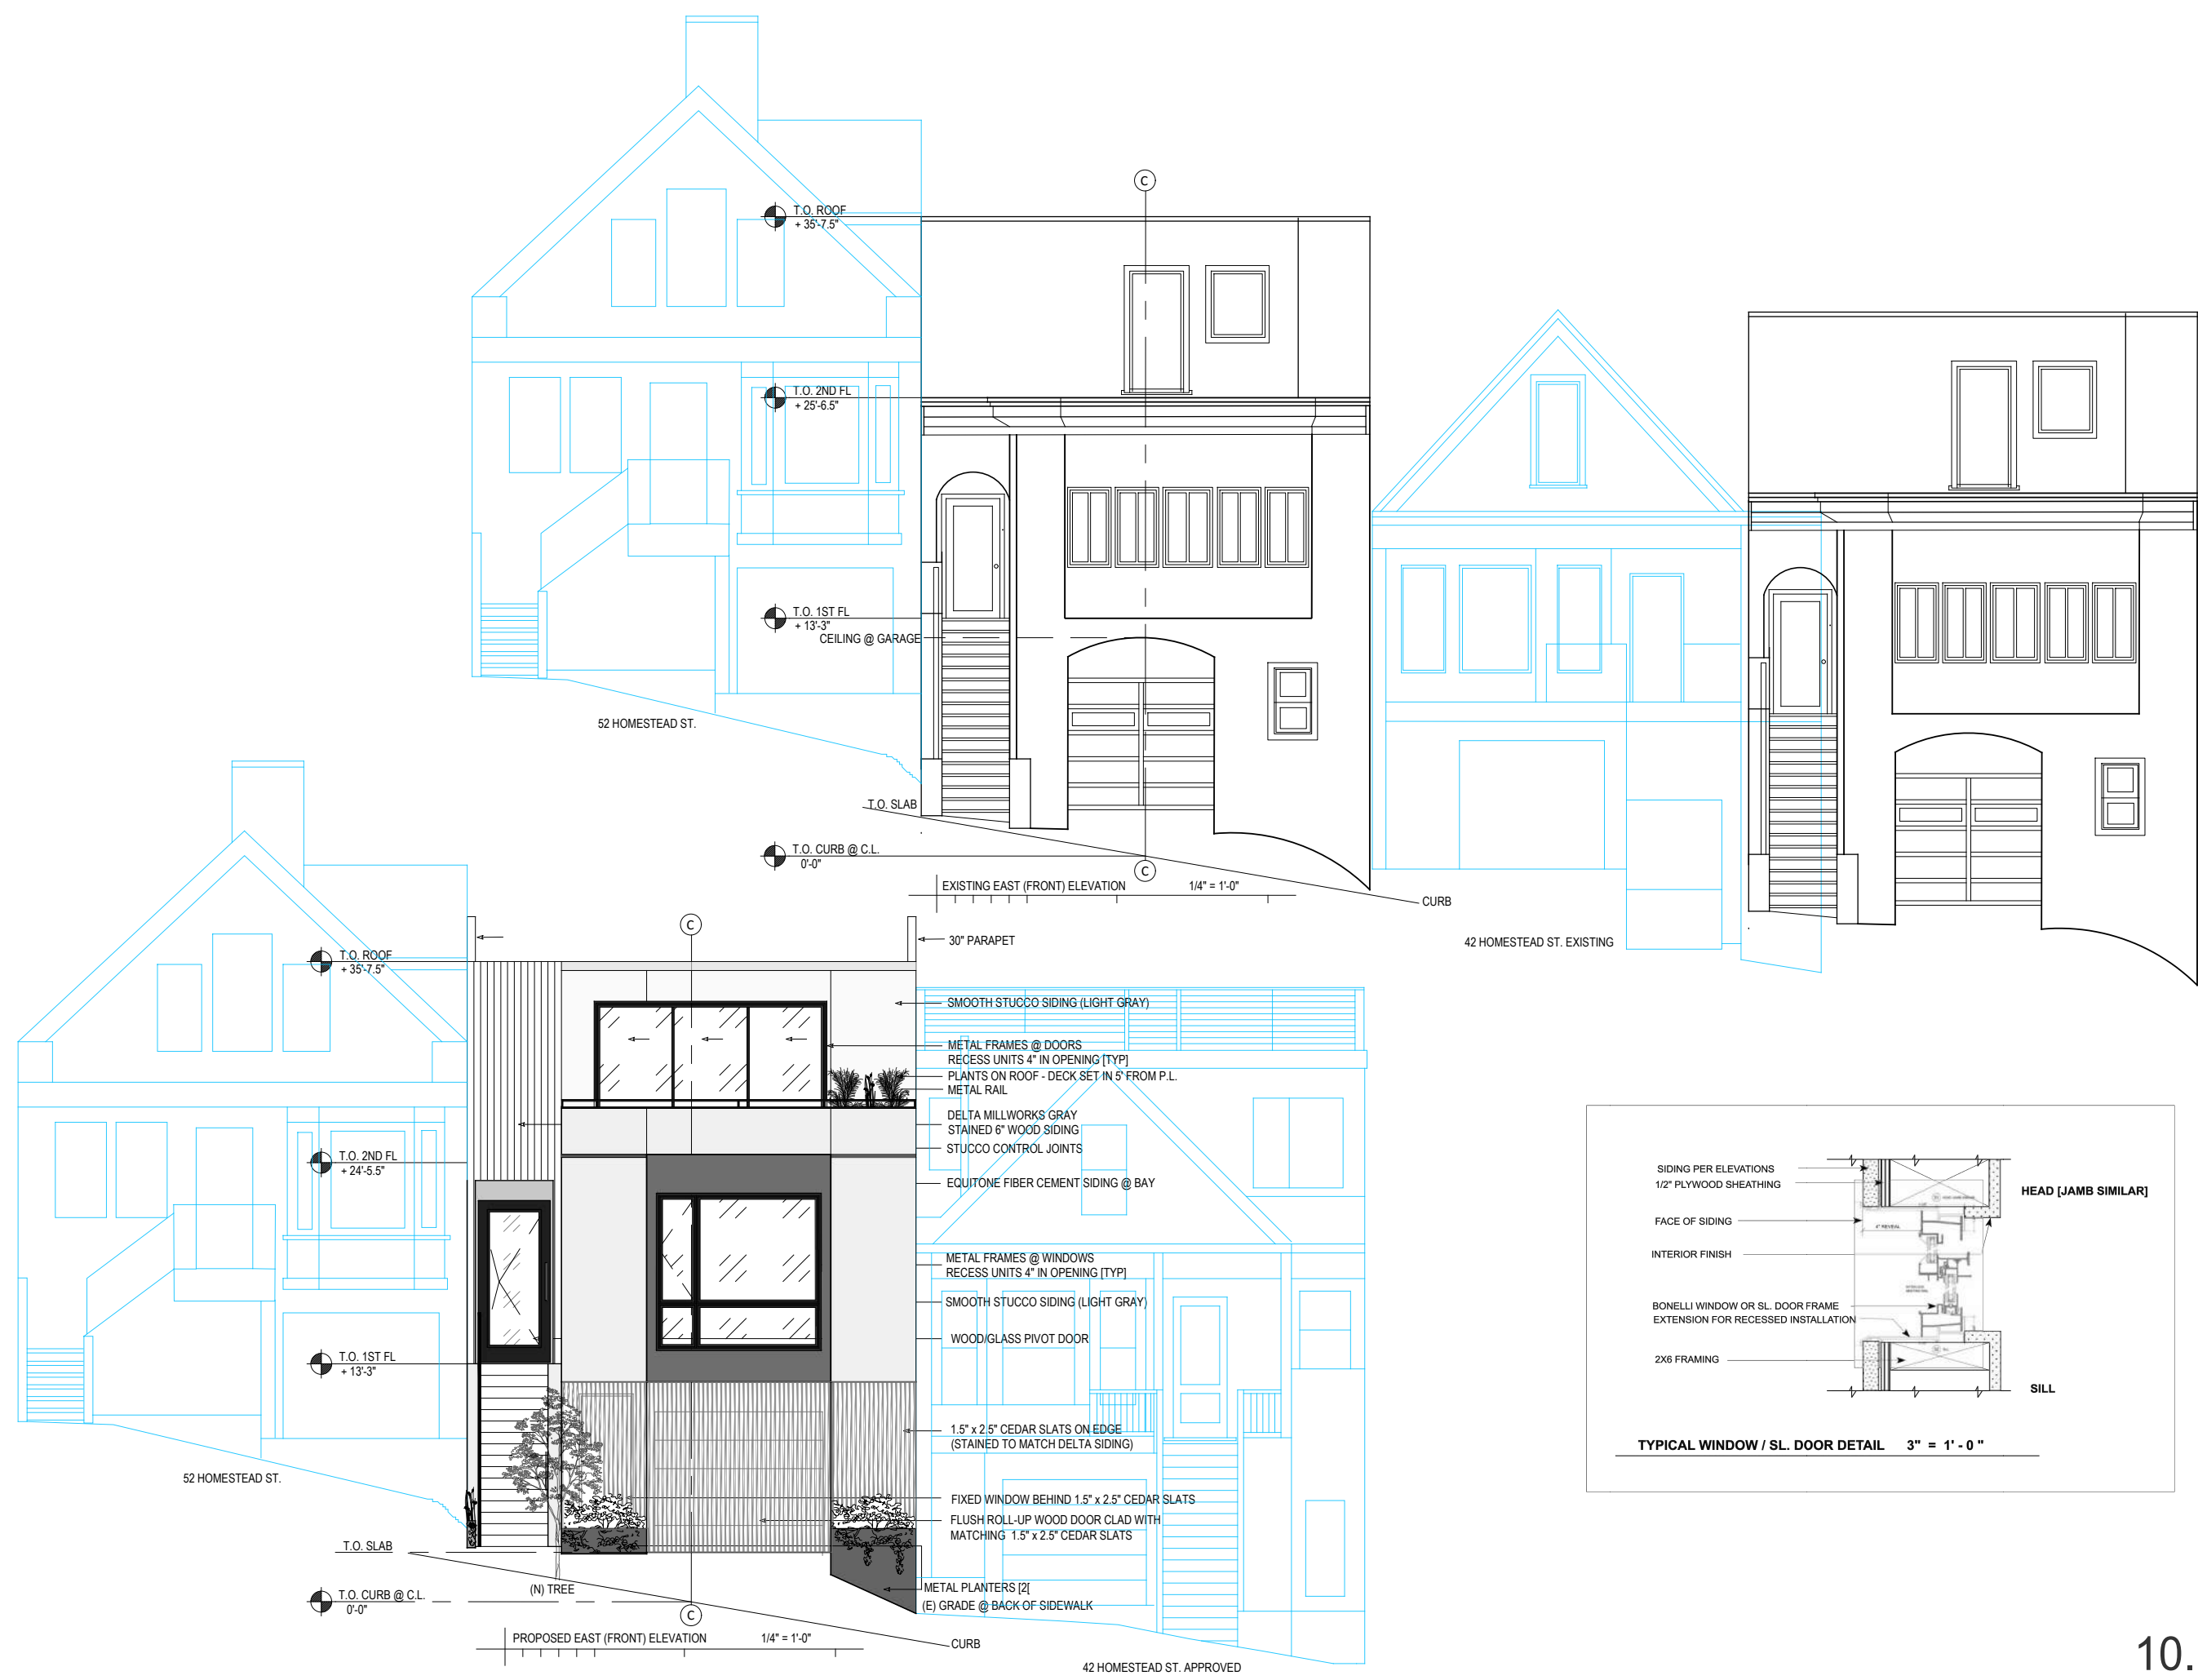 C
T.O. ROOF
+ 35'-7.5"
T.O. 2ND FL
+ 25'-6.5"
T.O. 1ST FL
+ 13'-3"
CEILING @ GARAGE
52 HOMESTEAD ST.
T.O. SLAB
T.O. CURB @ C.L.
0'-0"
C
EXISTING EAST (FRONT) ELEVATION 1/4" = 1'-0"
CURB
42 HOMESTEAD ST. EXISTING
C
30" PARAPET
T.O. ROOF
+ 35'-7.5"
SMOOTH STUCCO SIDING (LIGHT GRAY)
METAL FRAMES @ DOORS
RECESS UNITS 4" IN OPENING [TYP]
PLANTS ON ROOF - DECK SET IN 5' FROM P.L.
METAL RAIL
DELTA MILLWORKS GRAY
STAINED 6" WOOD SIDING
STUCCO CONTROL JOINTS
T.O. 2ND FL
+ 24'-5.5"
EQUITONE FIBER CEMENT SIDING @ BAY
METAL FRAMES @ WINDOWS
RECESS UNITS 4" IN OPENING [TYP]
SMOOTH STUCCO SIDING (LIGHT GRAY)
WOOD/GLASS PIVOT DOOR
T.O. 1ST FL
+ 13'-3"
1.5" x 2.5" CEDAR SLATS ON EDGE
(STAINED TO MATCH DELTA SIDING)
52 HOMESTEAD ST.
FIXED WINDOW BEHIND 1.5" x 2.5" CEDAR SLATS
FLUSH ROLL-UP WOOD DOOR CLAD WITH
MATCHING 1.5" x 2.5" CEDAR SLATS
T.O. SLAB
(N) TREE
METAL PLANTERS [2[
(E) GRADE @ BACK OF SIDEWALK
T.O. CURB @ C.L.
0'-0"
C
PROPOSED EAST (FRONT) ELEVATION 1/4" = 1'-0"
CURB
42 HOMESTEAD ST. APPROVED
SIDING PER ELEVATIONS
1/2" PLYWOOD SHEATHING
HEAD [JAMB SIMILAR]
FACE OF SIDING
4" REVEAL
INTERIOR FINISH
BONELLI WINDOW OR SL. DOOR FRAME
EXTENSION FOR RECESSED INSTALLATION
2X6 FRAMING
SILL
TYPICAL WINDOW / SL. DOOR DETAIL 3" = 1' - 0 "
10.